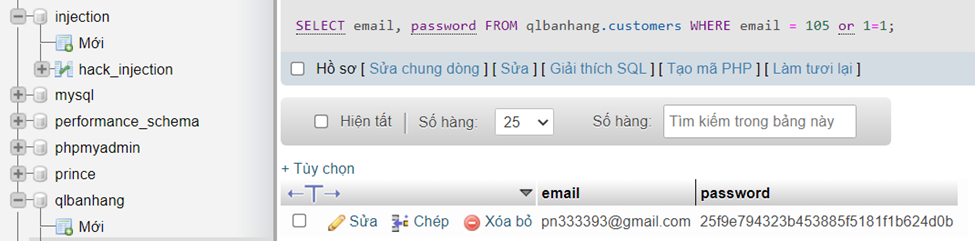 injection
Mới
hack_injection
mysql
performance_schema
phpmyadmin
prince
qlbanhang
Mới
SELECT email, password FROM qlbanhang.customers WHERE email = 105 or 1=1;
Hồ sơ [ Sửa chung dòng ] [ Sửa ] [ Giải thích SQL ] [ Tạo mã PHP ] [ Làm tươi lại ]
Hiện tất Số hàng: 25 Số hàng: Tìm kiếm trong bảng này
+ Tùy chọn
←T→ email password
Sửa Chép Xóa bỏ pn333393@gmail.com 25f9e794323b453885f5181f1b624d0b